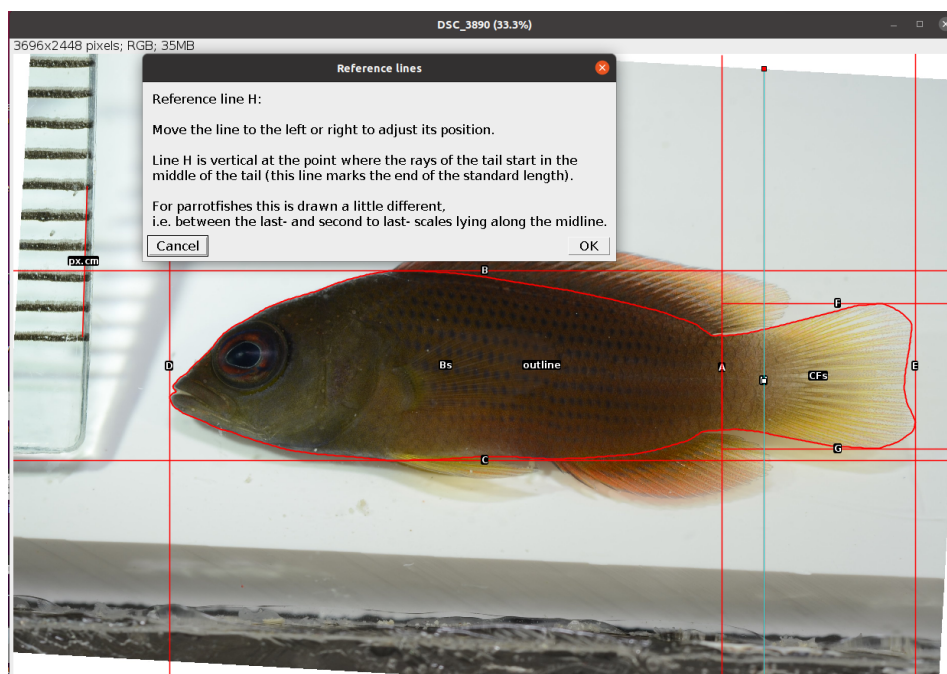 DSC_3890 (33.3%)
3696x2448 pixels; RGB; 35MB
Reference lines
Reference line H:
Move the line to the left or right to adjust its position.
Line H is vertical at the point where the rays of the tail start in the
middle of the tail (this line marks the end of the standard length).
For parrotfishes this is drawn a little different,
i.e. between the last- and second to last- scales lying along the midline.
Cancel
OK
px.cm
B
F
D
Bs
outline
A
CFs
E
G
C